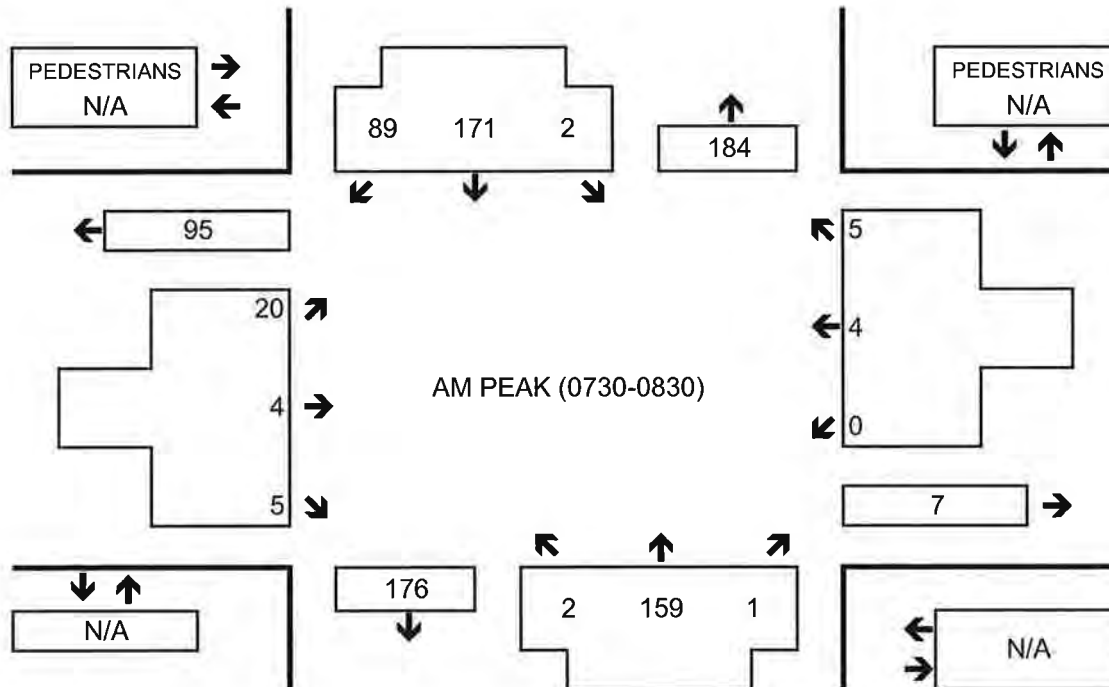 PEDESTRIANS
N/A
PEDESTRIANS
N/A
89 171 2
184
95
5
20
4
AM PEAK (0730-0830)
4
0
5
7
176
2 159 1
N/A
N/A